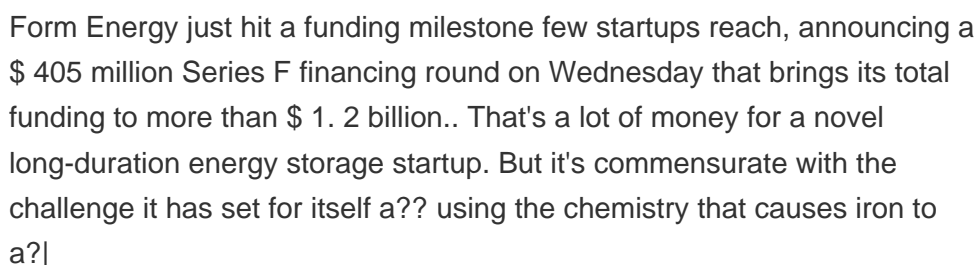 Form Energy just hit a funding milestone few startups reach, announcing a
$ 405 million Series F financing round on Wednesday that brings its total
funding to more than $ 1. 2 billion.. That's a lot of money for a novel
long-duration energy storage startup. But it's commensurate with the
challenge it has set for itself a?? using the chemistry that causes iron to
a?|